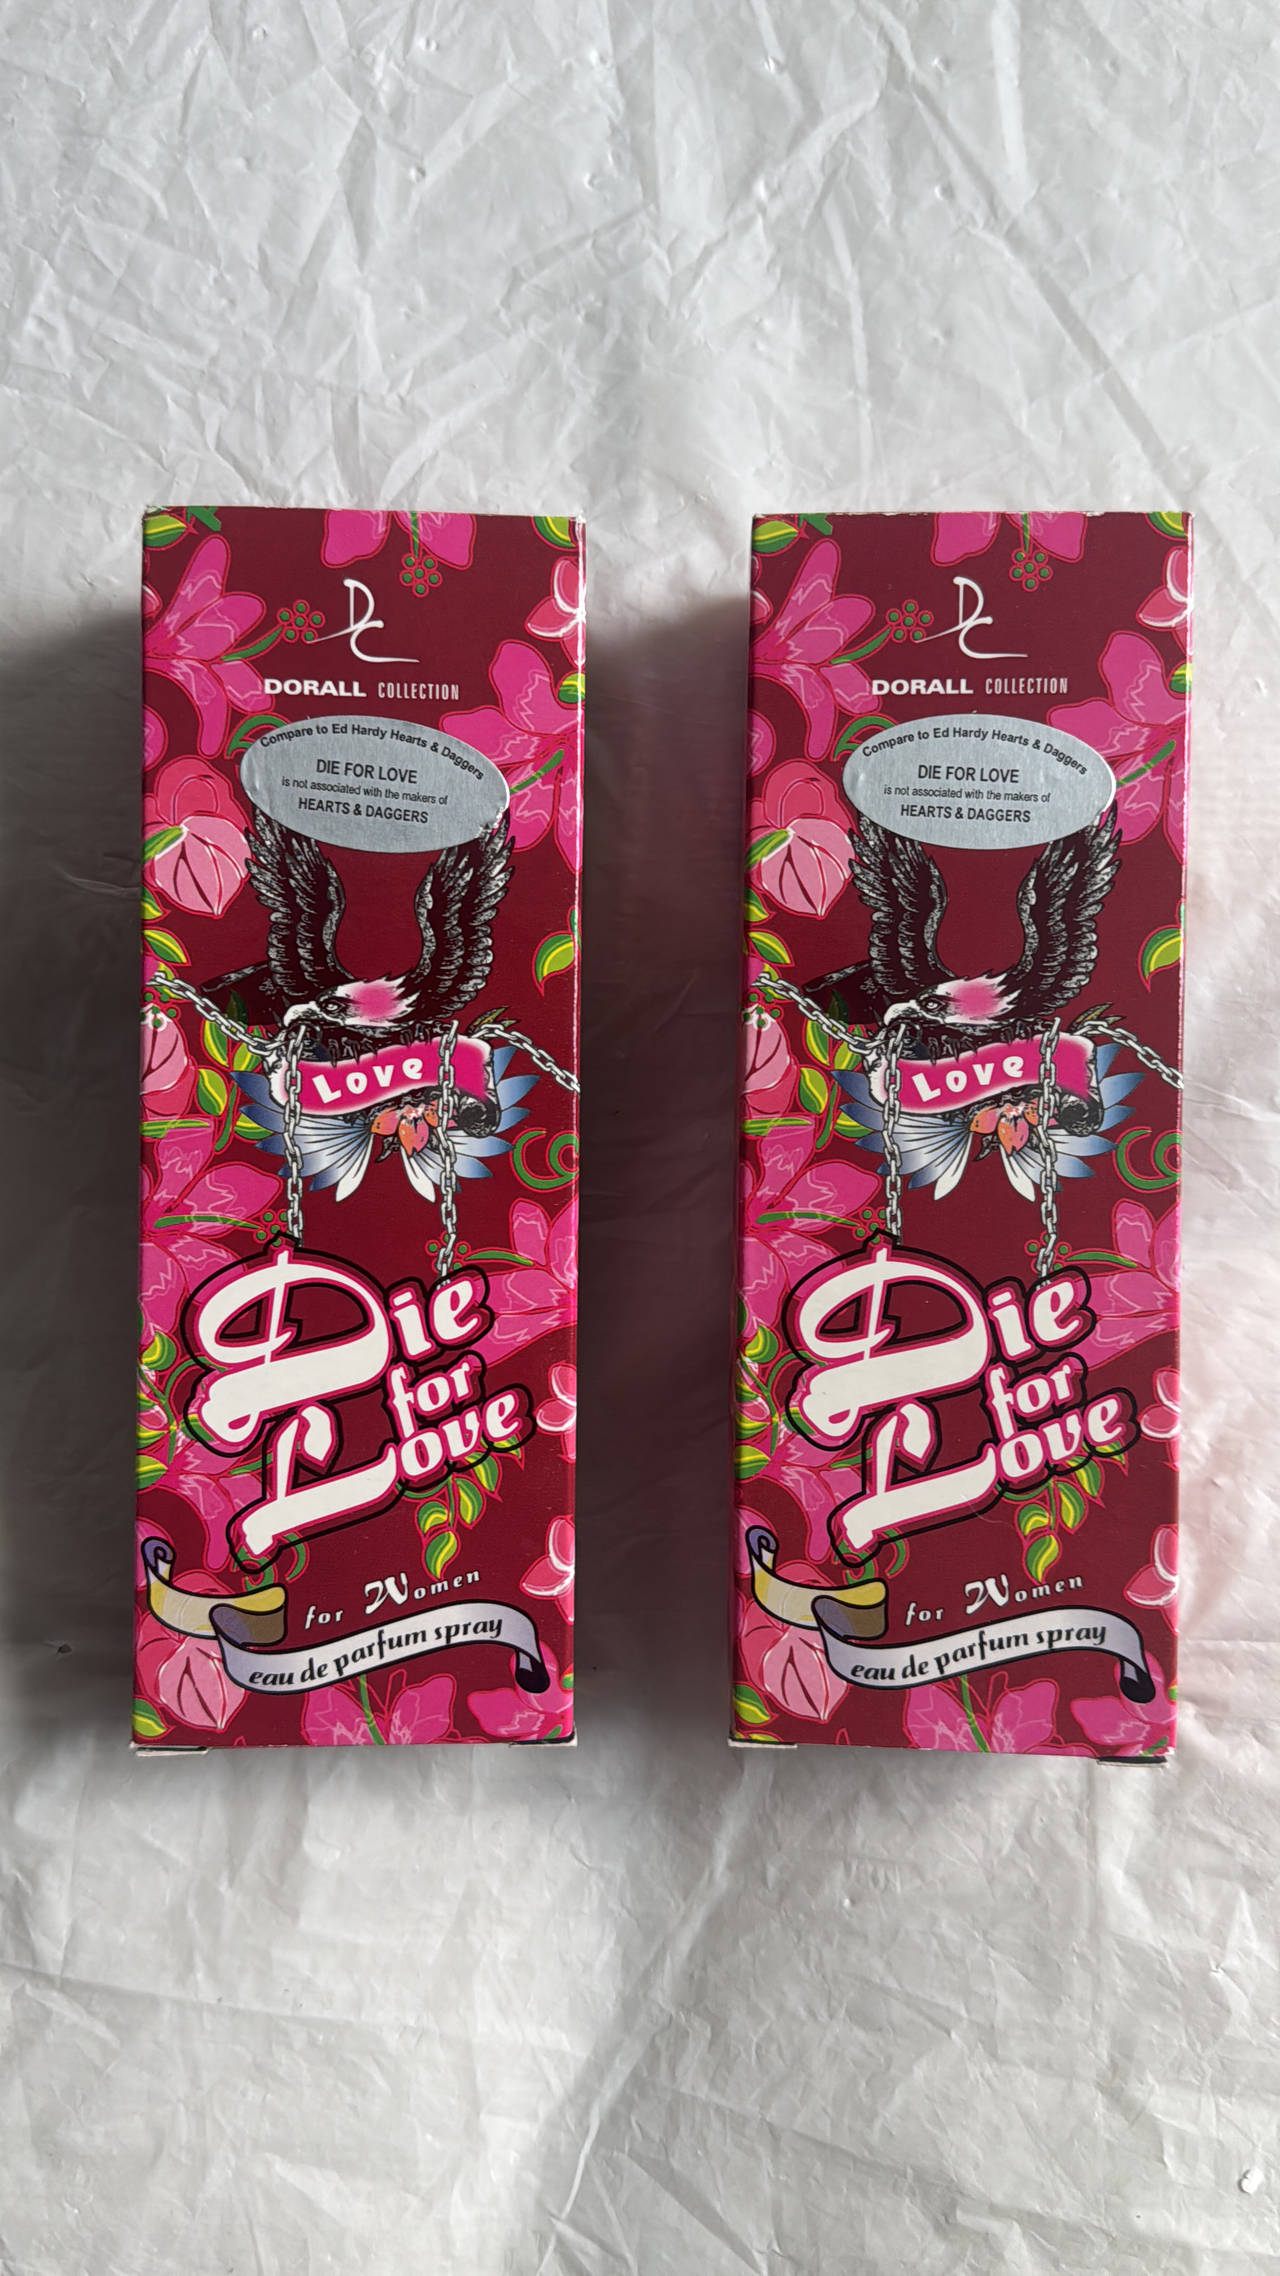 DC
DORALL COLLECTION
Compare to Ed Hardy Hearts & Daggers
DIE FOR LOVE
is not associated with the makers of
HEARTS & DAGGERS
Love
Die
for
Love
for Women
eau de parfum spray
DC
DORALL COLLECTION
Compare to Ed Hardy Hearts & Daggers
DIE FOR LOVE
is not associated with the makers of
HEARTS & DAGGERS
Love
Die
for
Love
for Women
eau de parfum spray